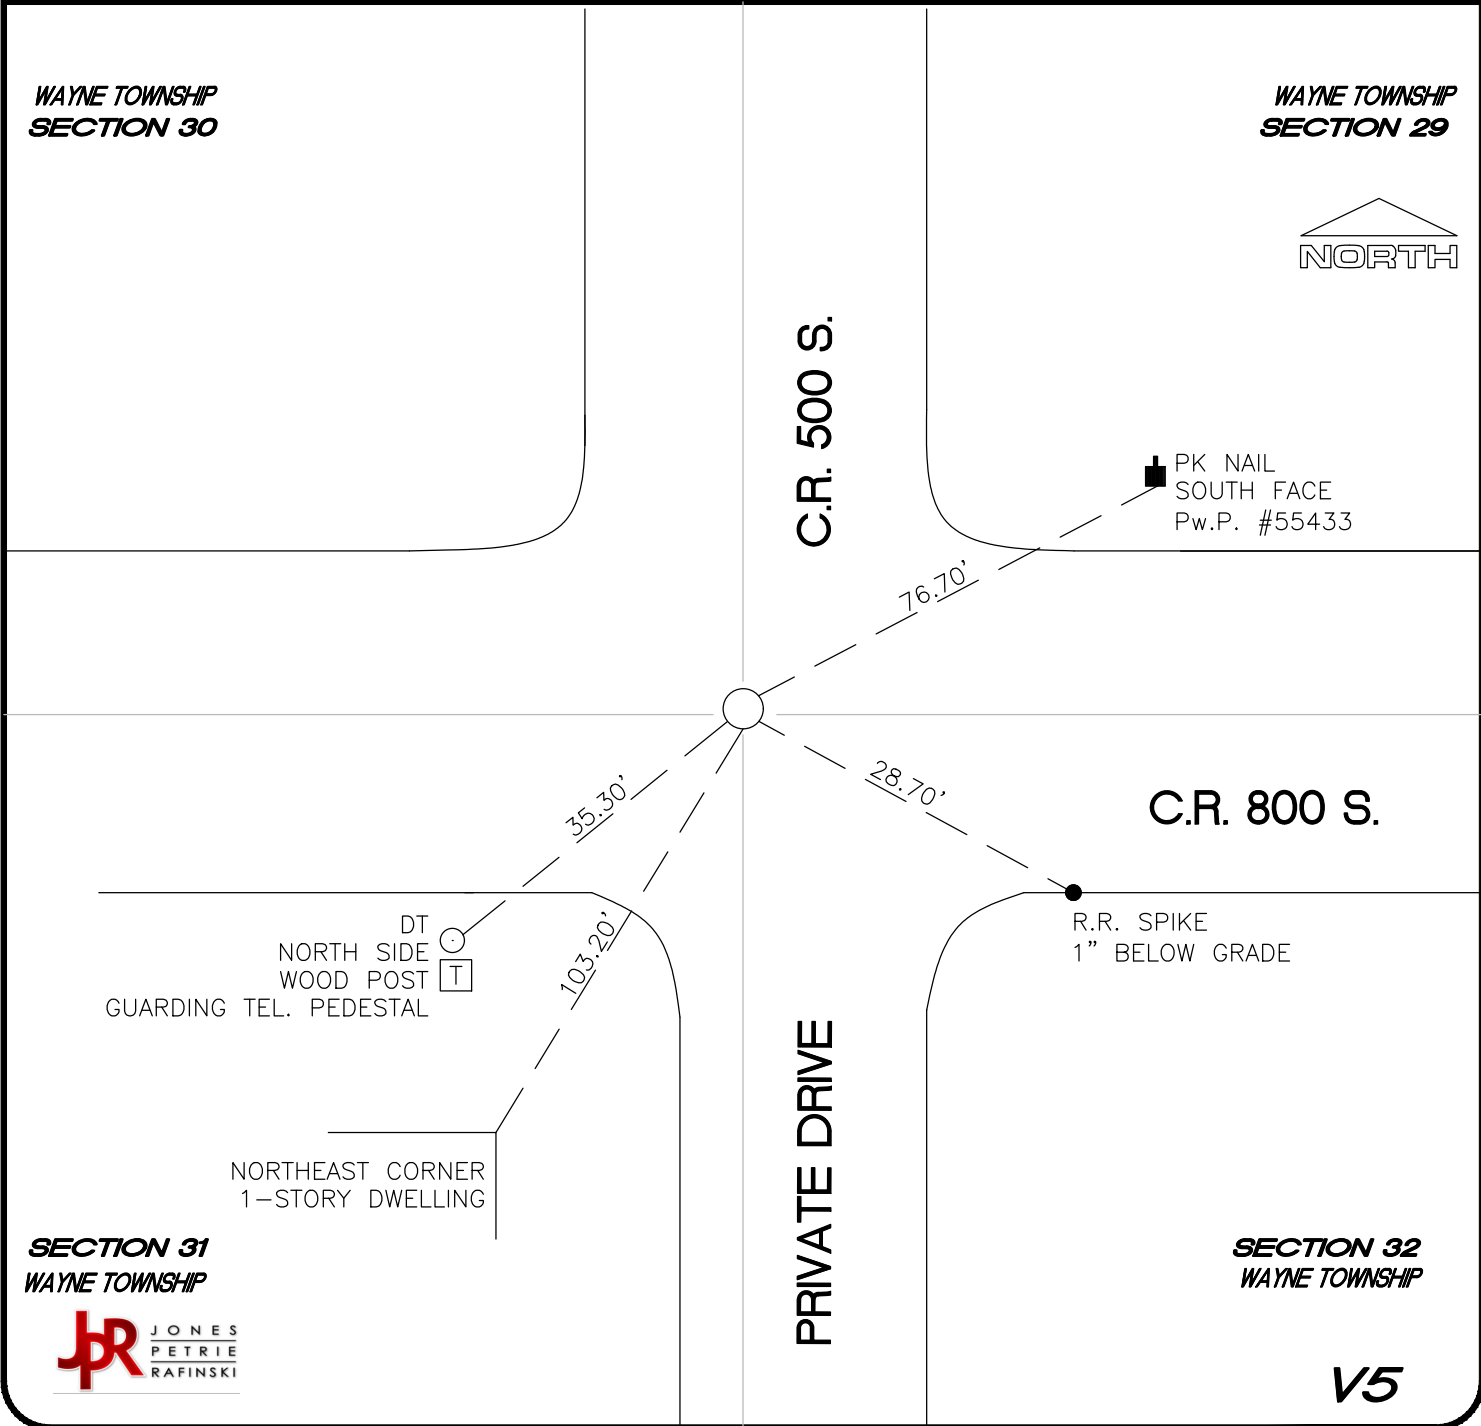 WAYNE TOWNSHIP
SECTION 30
WAYNE TOWNSHIP
SECTION 29
NORTH
C.R. 500 S.
PK NAIL
SOUTH FACE
Pw.P. #55433
76.70'
28.70'
35.30'
103.20'
C.R. 800 S.
R.R. SPIKE
1" BELOW GRADE
DT
NORTH SIDE
WOOD POST
T
GUARDING TEL. PEDESTAL
NORTHEAST CORNER
1-STORY DWELLING
PRIVATE DRIVE
SECTION 31
WAYNE TOWNSHIP
SECTION 32
WAYNE TOWNSHIP
JPR
JONES
PETRIE
RAFINSKI
V5